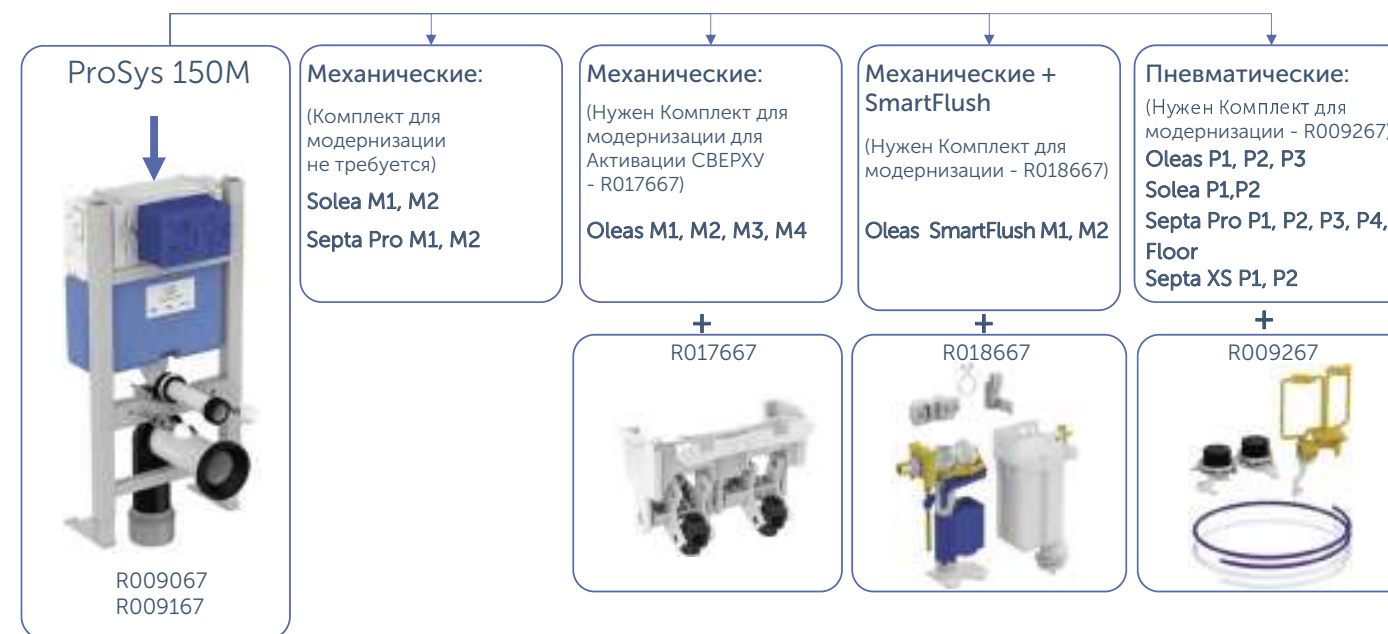 ProSys 150M
R009067
R009167
Механические:
(Комплект для
модернизации
не требуется)
Solea M1, M2
Septa Pro M1, M2
Механические:
(Нужен Комплект для
модернизации для
Активации СВЕРХУ
- R017667)
Oleas M1, M2, M3, M4
+
R017667
Механические +
SmartFlush
(Нужен Комплект для
модернизации - R018667)
Oleas SmartFlush M1, M2
+
R018667
Пневматические:
(Нужен Комплект для
модернизации - R009267)
Oleas P1, P2, P3
Solea P1,P2
Septa Pro P1, P2, P3, P4,
Floor
Septa XS P1, P2
+
R009267